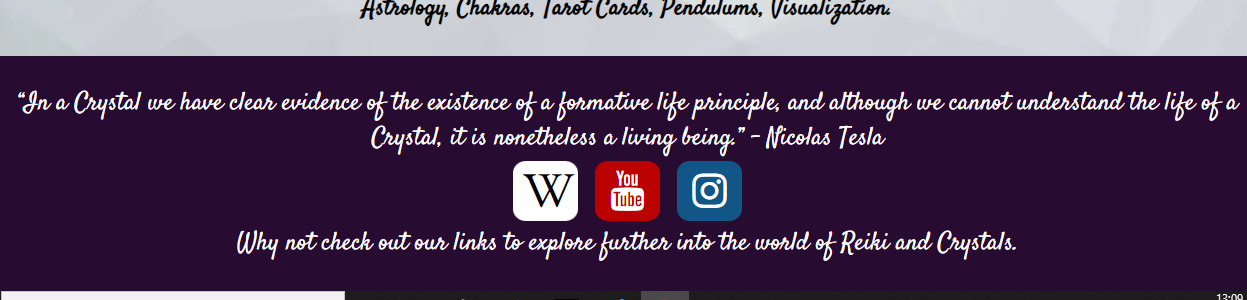 Astrology, Chakras, Tarot Cards, Pendulums, Visualization.
“In a Crystal we have clear evidence of the existence of a formative life principle, and although we cannot understand the life of a
Crystal, it is nonetheless a living being.” – Nicolas Tesla
W You Tube
Why not check out our links to explore further into the world of Reiki and Crystals.
13:09